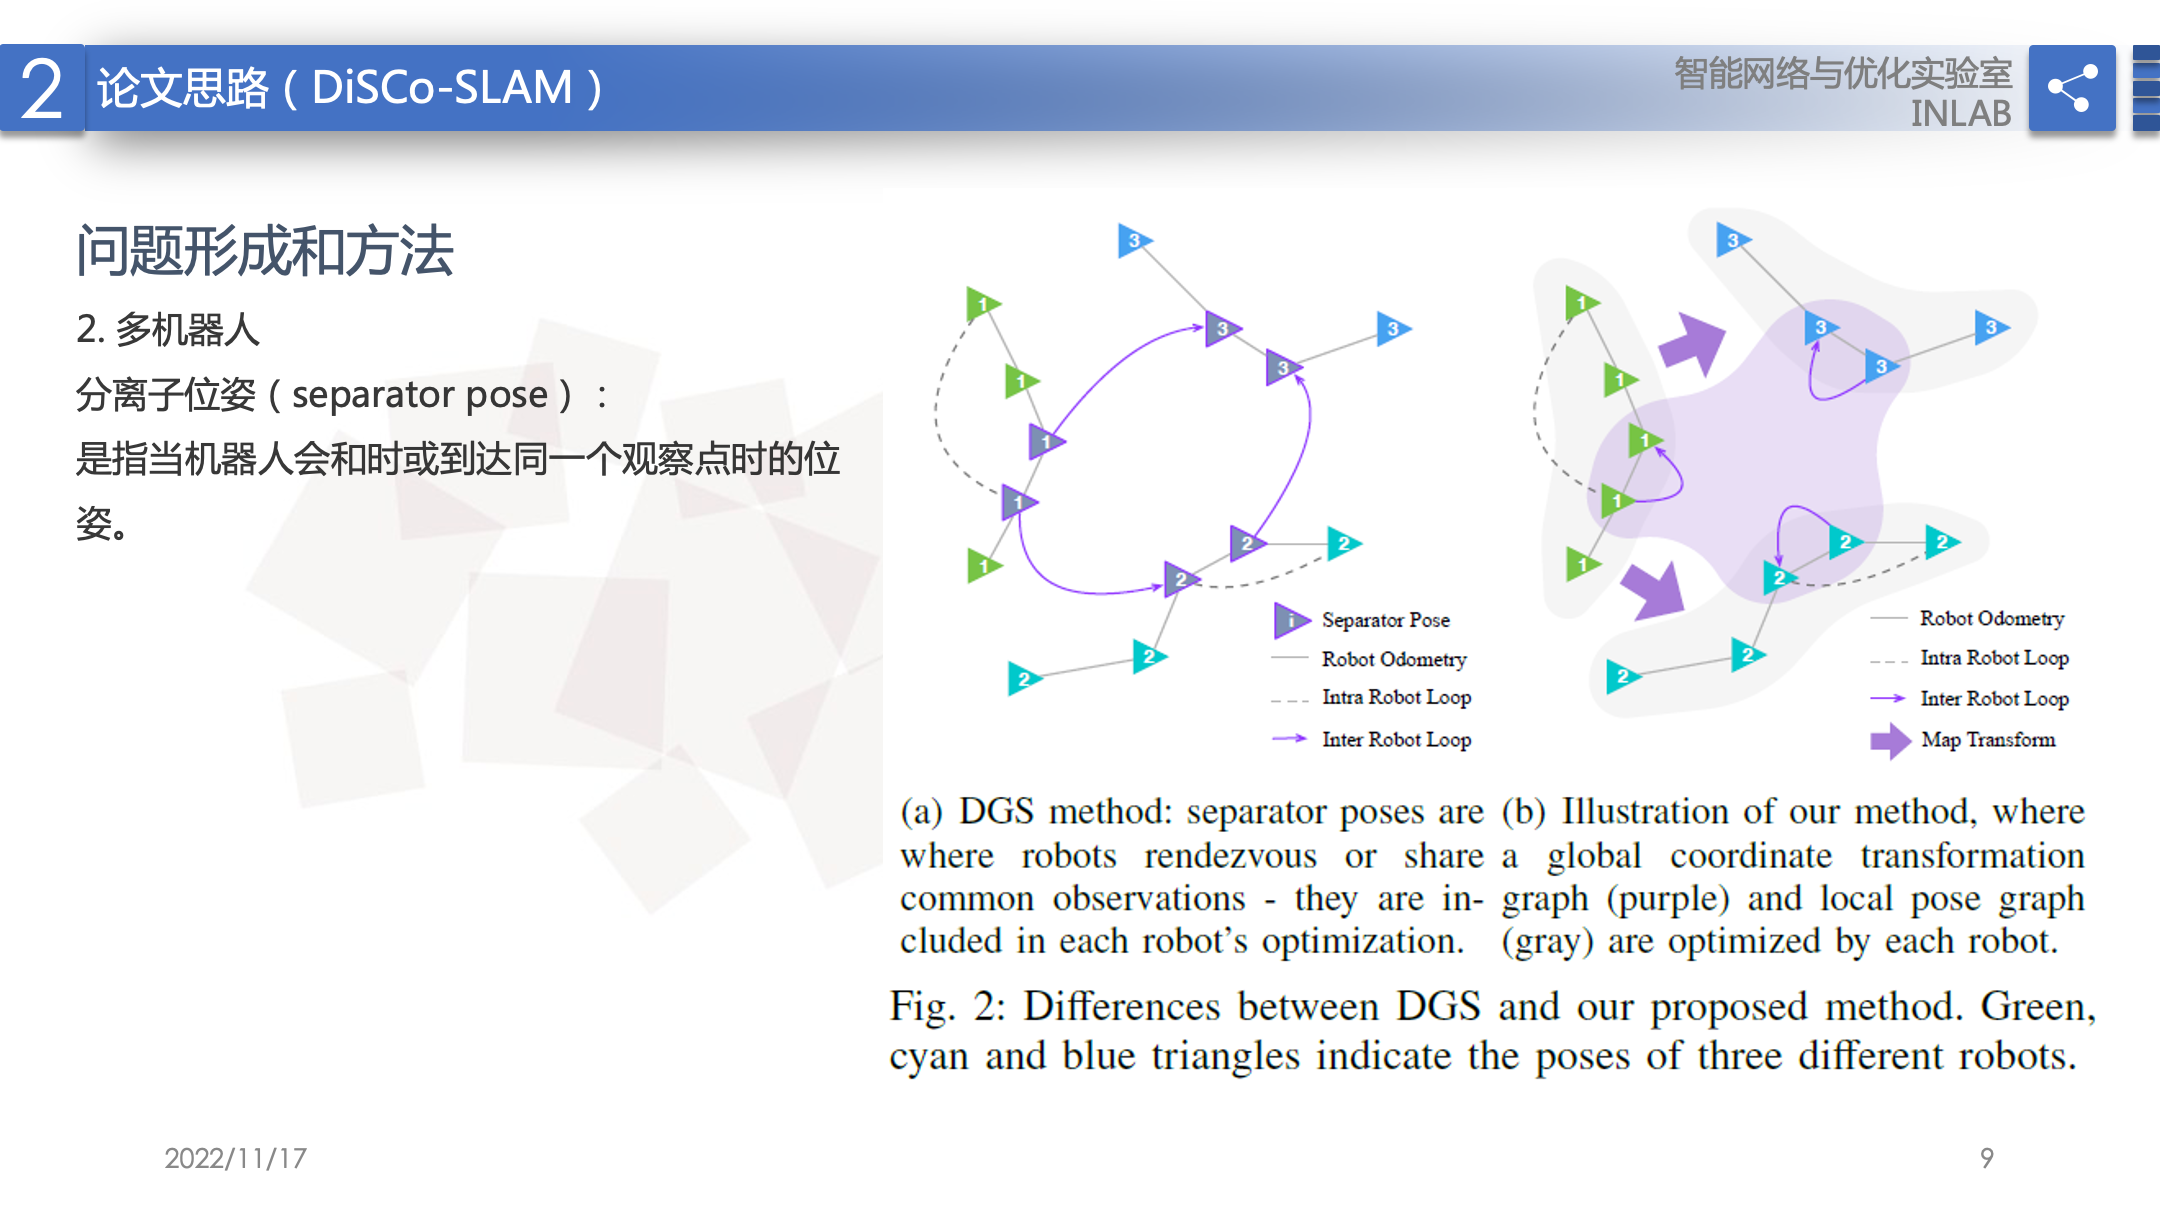 2
论文思路（DiSCo-SLAM）
智能网络与优化实验室
INLAB
问题形成和方法
2. 多机器人
分离子位姿（separator pose）：
是指当机器人会和时或到达同一个观察点时的位
姿。
3
1
3
3
1
3
1
1
2
2
1
2
2
2
i Separator Pose
Robot Odometry
Intra Robot Loop
Inter Robot Loop
3
1
3
3
1
3
1
1
2
2
1
2
2
2
Robot Odometry
Intra Robot Loop
Inter Robot Loop
Map Transform
(a) DGS method: separator poses are
where robots rendezvous or share
common observations - they are in-
cluded in each robot's optimization.
(b) Illustration of our method, where
a global coordinate transformation
graph (purple) and local pose graph
(gray) are optimized by each robot.
Fig. 2: Differences between DGS and our proposed method. Green,
cyan and blue triangles indicate the poses of three different robots.
2022/11/17
9